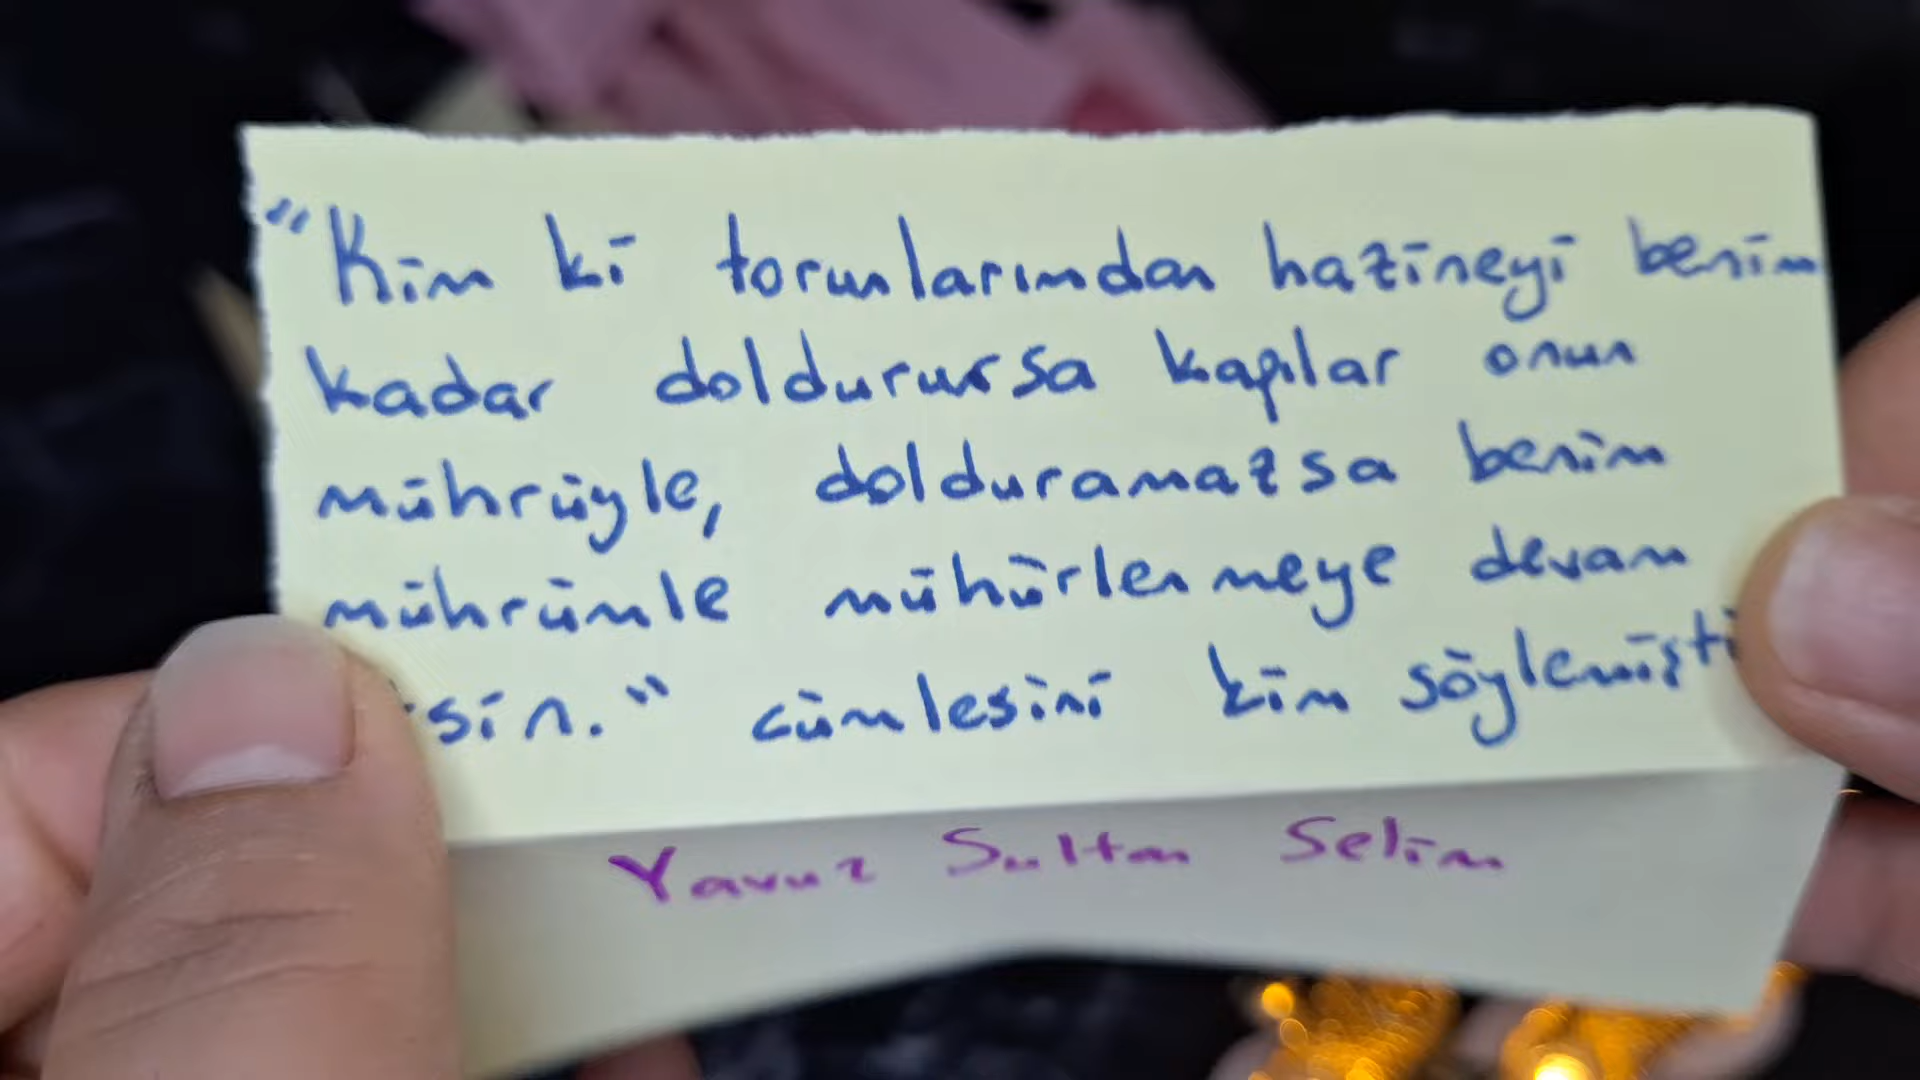 "Kim ki torunlarımdan hazineyi benim
kadar doldurursa kapılar onun
mührüyle, dolduramazsa benim
mührümle mühürlenmeye devam
sin." cümlesini kim söylemişti
Yavuz Sultan Selim